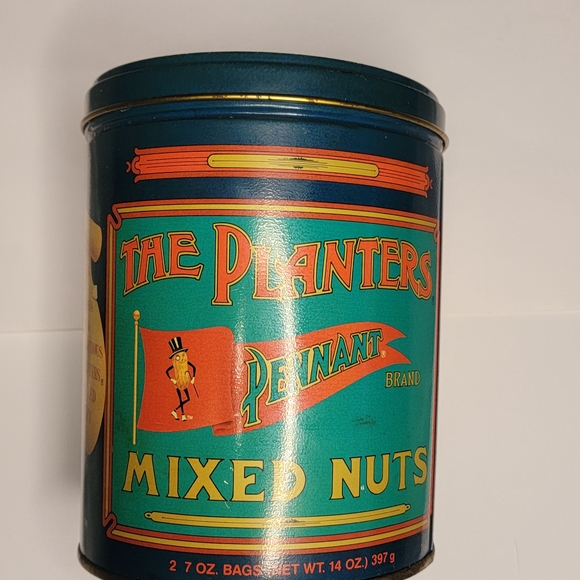 THE PLANTERS
PENNANT®
BRAND
MIXED NUTS
2 7 OZ. BAGS (NET WT. 14 OZ.) 397g